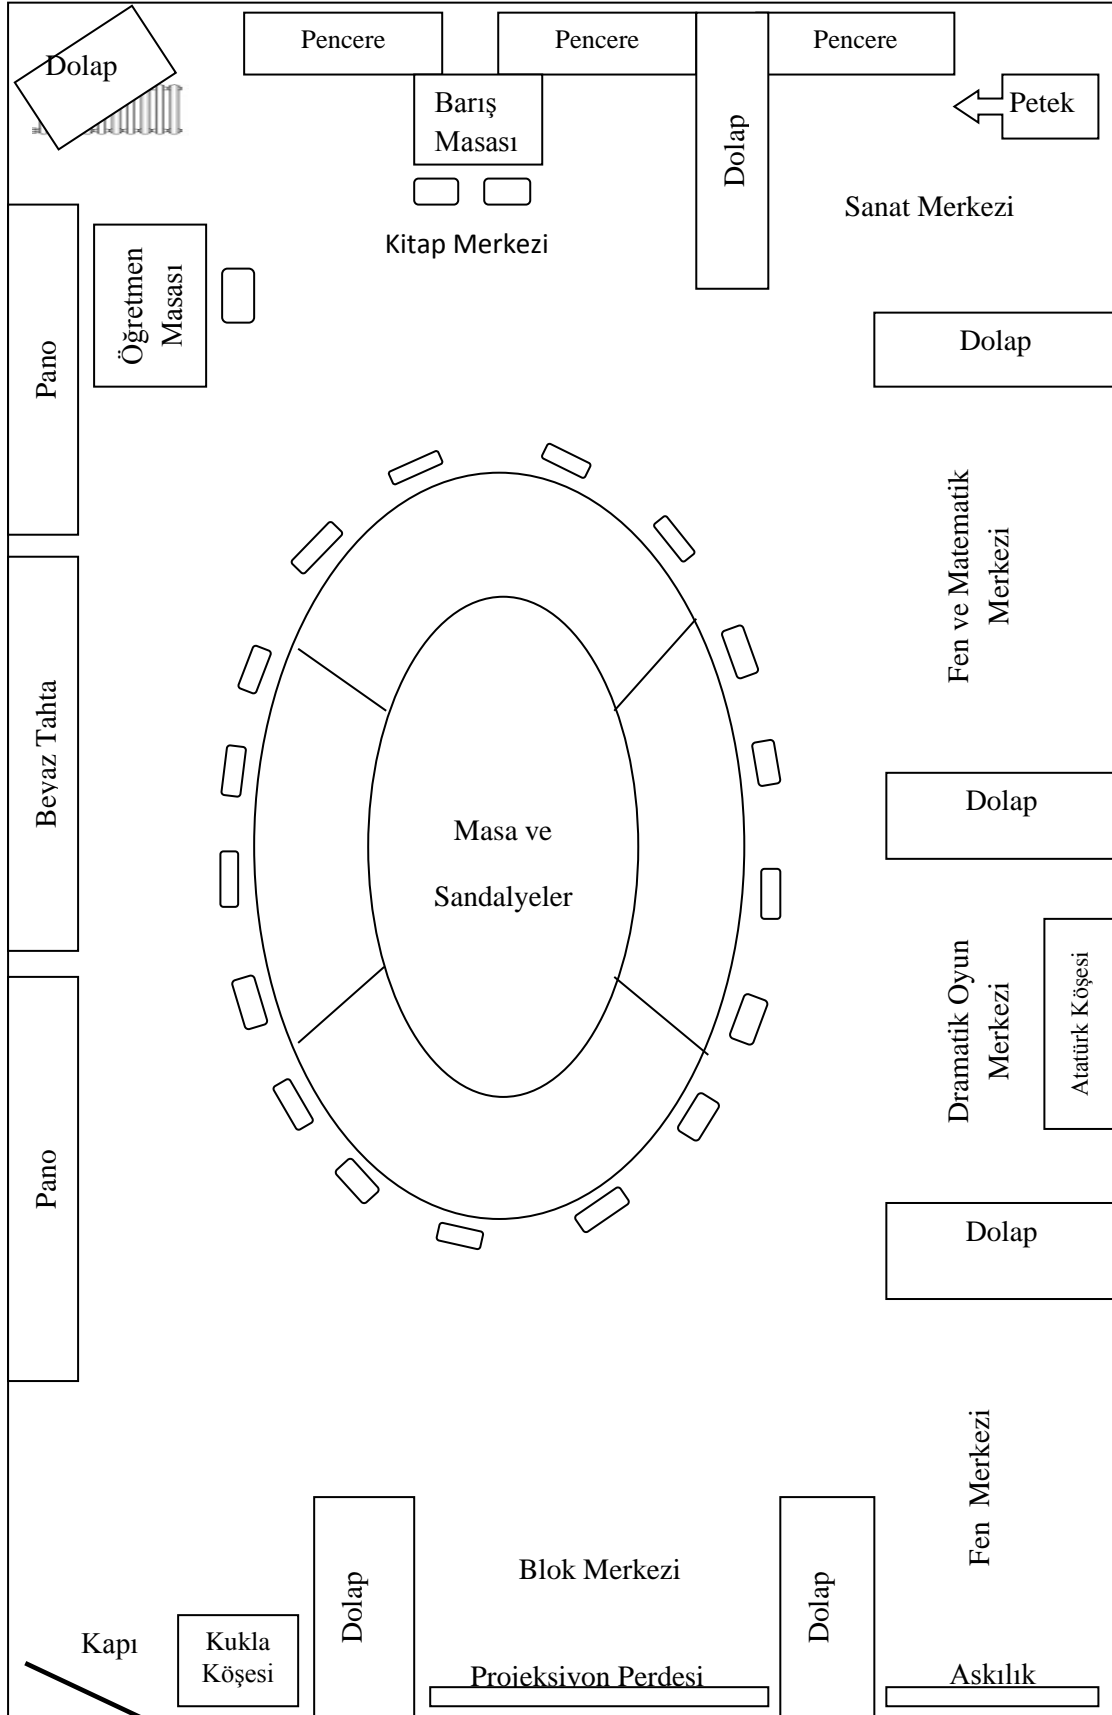 Dolap
Pencere
Pencere
Pencere
Barış
Masası
Dolap
Petek
Sanat Merkezi
Kitap Merkezi
Öğretmen
Masası
Pano
Dolap
Fen ve Matematik
Merkezi
Beyaz Tahta
Dolap
Masa ve
Sandalyeler
Dramatik Oyun
Merkezi
Atatürk Köşesi
Pano
Dolap
Fen Merkezi
Blok Merkezi
Dolap
Dolap
Kapı
Kukla
Köşesi
Projeksiyon Perdesi
Askılık